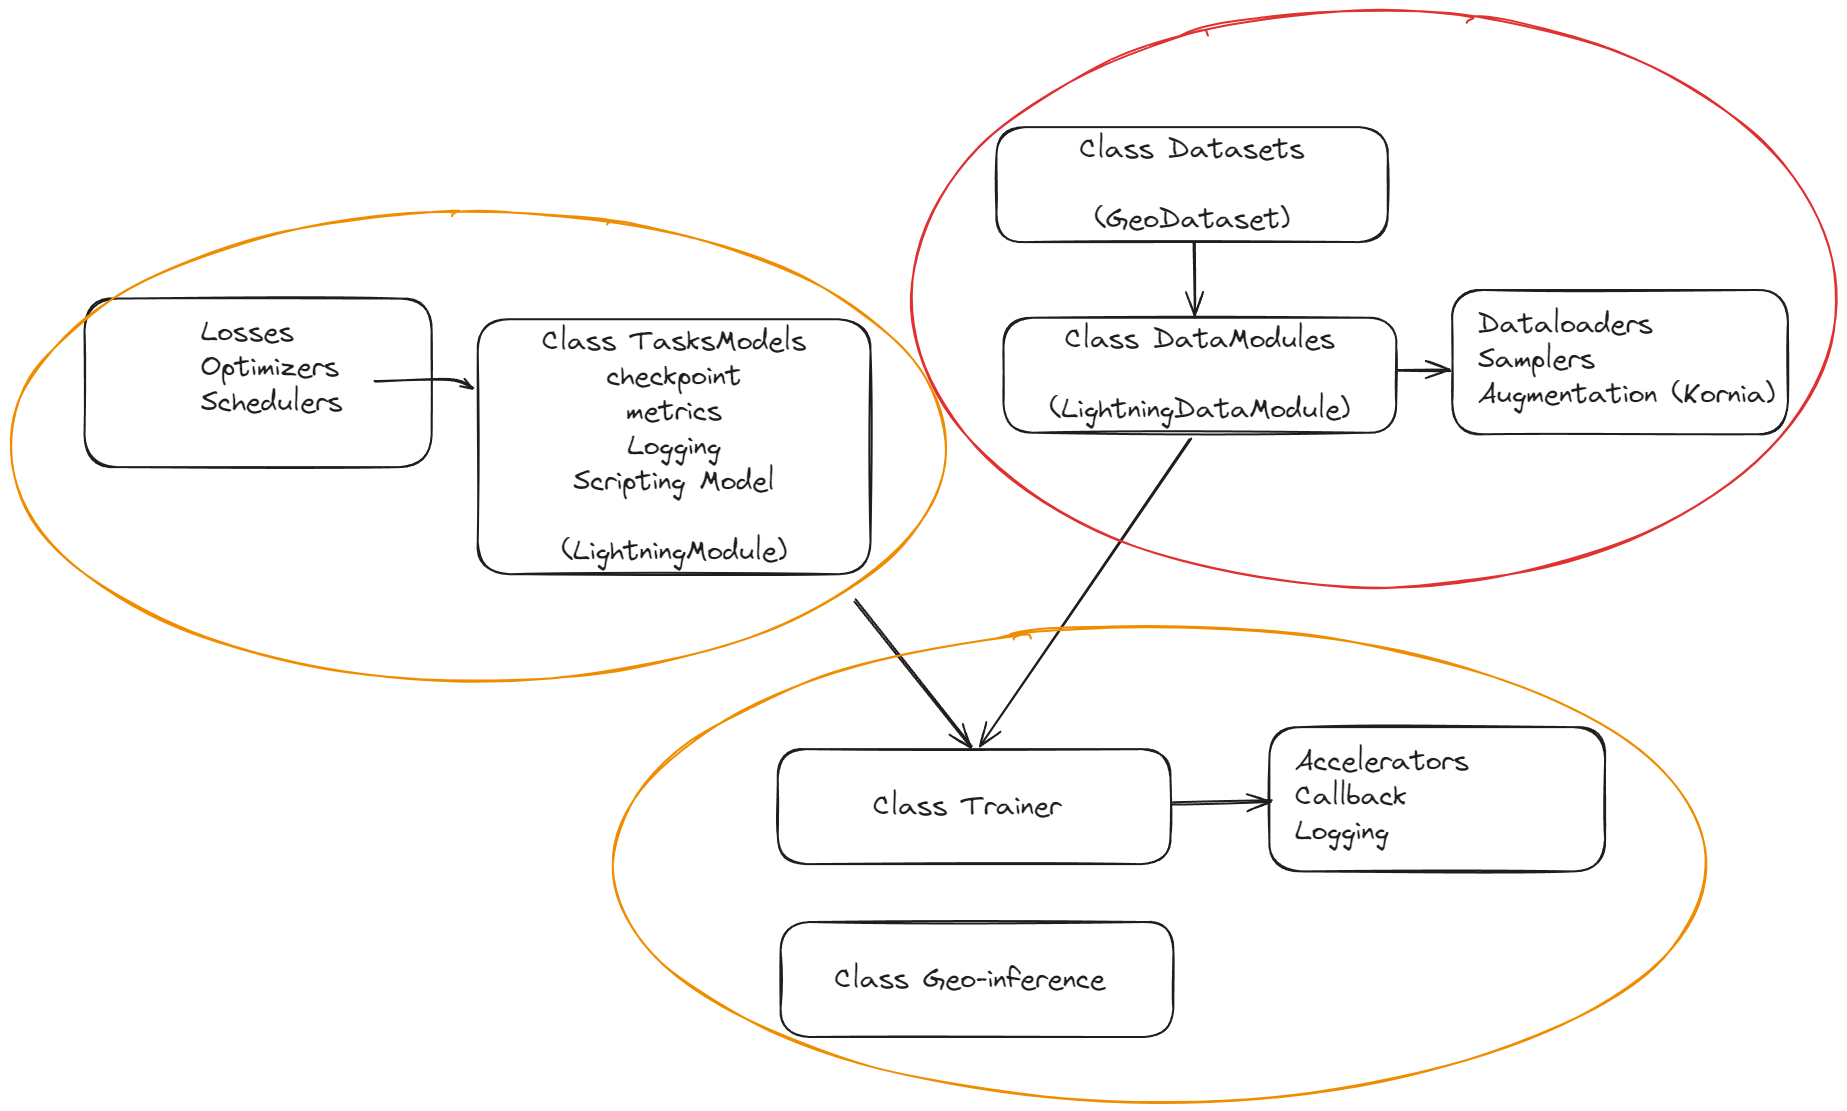 Class Datasets
(GeoDataset)
Class DataModules
(LightningDataModule)
Dataloaders
Samplers
Augmentation (Kornia)
Losses
Optimizers
Schedulers
Class TasksModels
checkpoint
metrics
Logging
Scripting Model
(LightningModule)
Class Trainer
Accelerators
Callback
Logging
Class Geo-inference